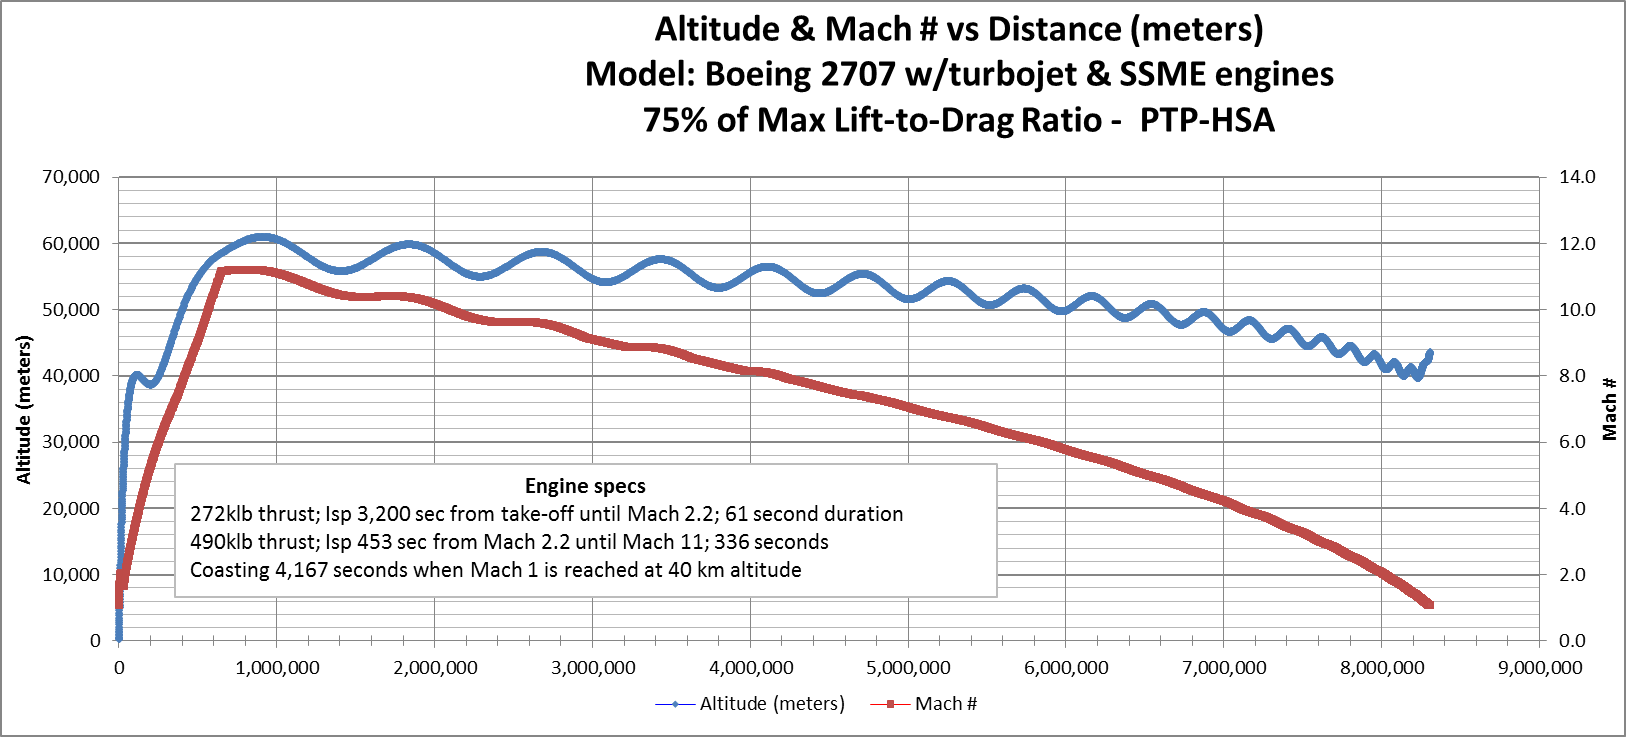 Altitude & Mach # vs Distance (meters)
Model: Boeing 2707 w/turbojet & SSME engines
75% of Max Lift-to-Drag Ratio - PTP-HSA
70,000
60,000
50,000
40,000
30,000
20,000
10,000
0
Altitude (meters)
14.0
12.0
10.0
8.0
6.0
4.0
2.0
0.0
Mach #
Engine specs
272klb thrust; Isp 3,200 sec from take-off until Mach 2.2; 61 second duration
490klb thrust; Isp 453 sec from Mach 2.2 until Mach 11; 336 seconds
Coasting 4,167 seconds when Mach 1 is reached at 40 km altitude
0 1,000,000 2,000,000 3,000,000 4,000,000 5,000,000 6,000,000 7,000,000 8,000,000 9,000,000
Altitude (meters) Mach #